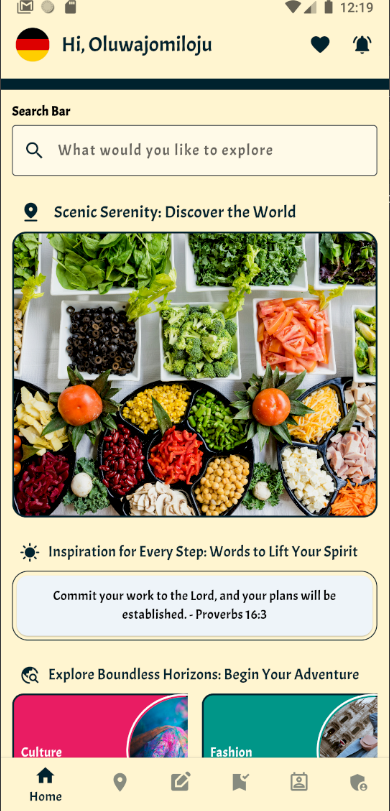 12:19
Hi, Oluwajomiloju
Search Bar
What would you like to explore
Scenic Serenity: Discover the World
Inspiration for Every Step: Words to Lift Your Spirit
Commit your work to the Lord, and your plans will be
established. - Proverbs 16:3
Explore Boundless Horizons: Begin Your Adventure
Culture
Fashion
Home